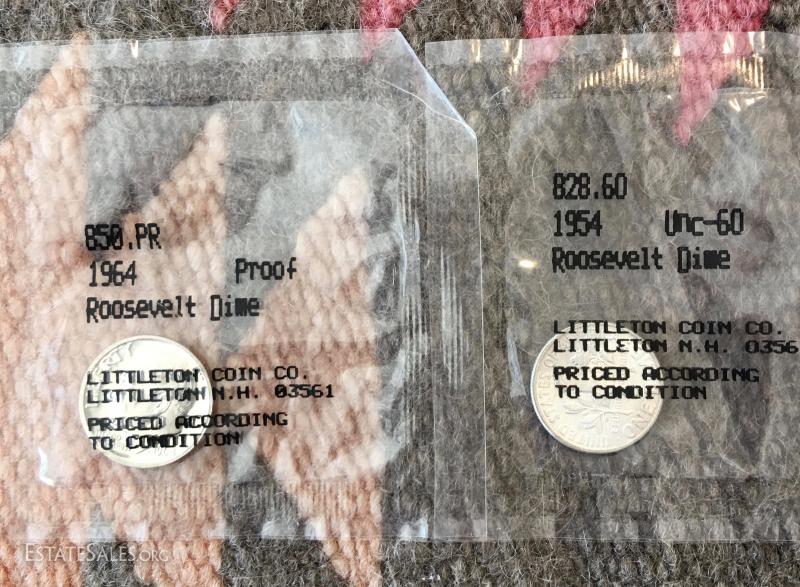 850.PR
1964 Proof
Roosevelt Dime
LITTLETON COIN CO.
LITTLETON N.H. 03561
PRICED ACCORDING
TO CONDITION
828.60
1954 Unc-60
Roosevelt Dime
LITTLETON COIN CO.
LITTLETON N.H. 0356
PRICED ACCORDING
TO CONDITION
ESTATESALES.ORG